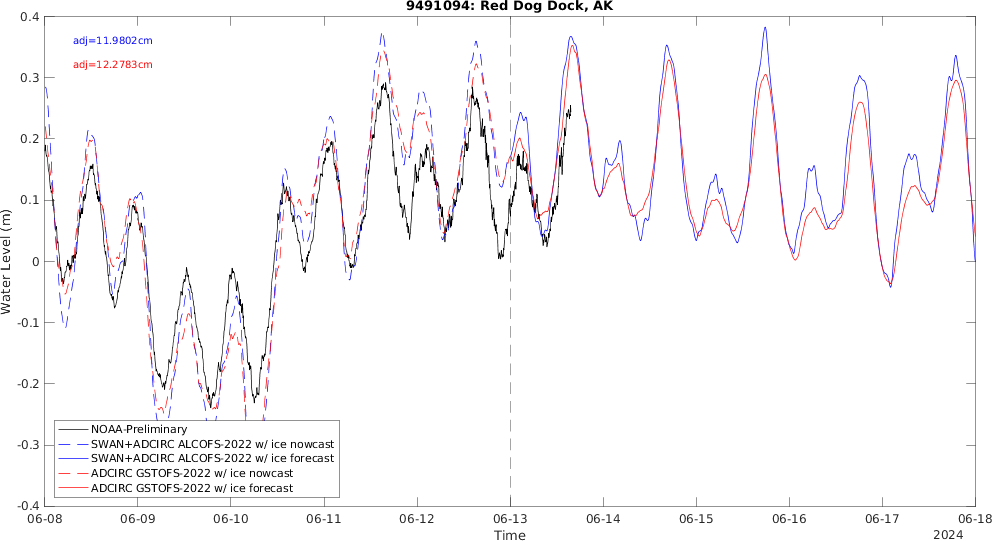 9491094: Red Dog Dock, AK
adj=11.9802cm
adj=12.2783cm
Water Level (m)
0.4
0.3
0.2
0.1
0
-0.1
-0.2
-0.3
-0.4
NOAA-Preliminary
SWAN+ADCIRC ALCOFS-2022 w/ ice nowcast
SWAN+ADCIRC ALCOFS-2022 w/ ice forecast
ADCIRC GSTOFS-2022 w/ ice nowcast
ADCIRC GSTOFS-2022 w/ ice forecast
06-08 06-09 06-10 06-11 06-12 06-13 06-14 06-15 06-16 06-17 06-18
Time
2024